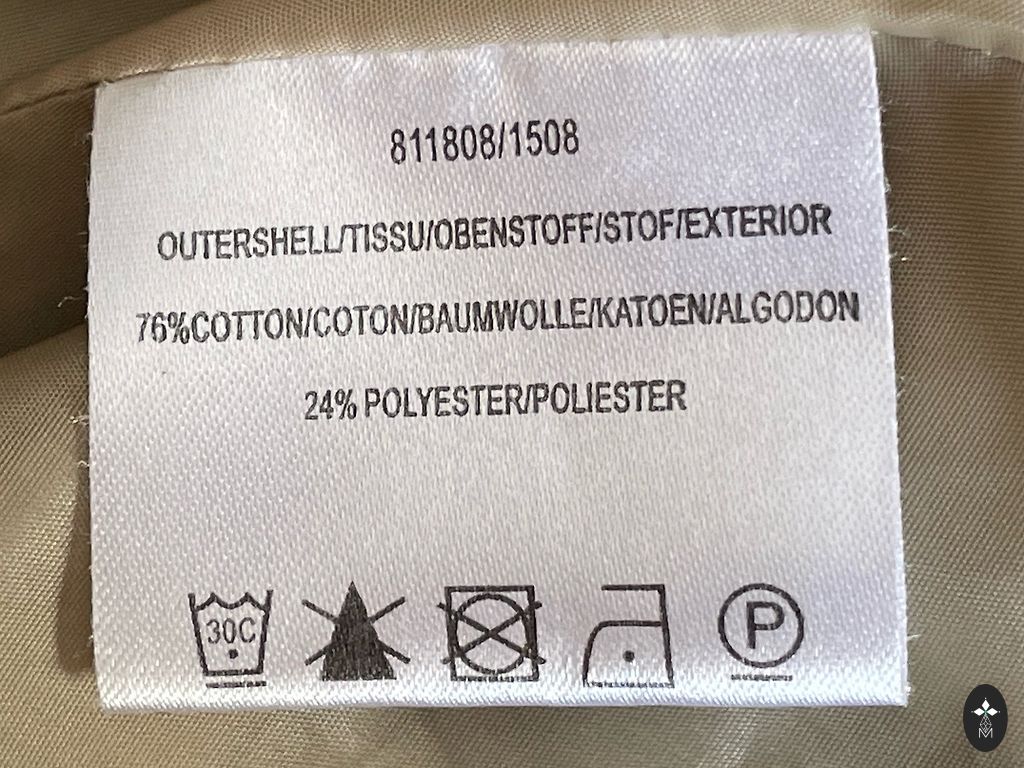 811808/1508
OUTERSHELL/TISSU/OBENSTOFF/STOF/EXTERIOR
76%COTTON/COTON/BAUMWOLLE/KATOEN/ALGODON
24% POLYESTER/POLIESTER
30C P
M